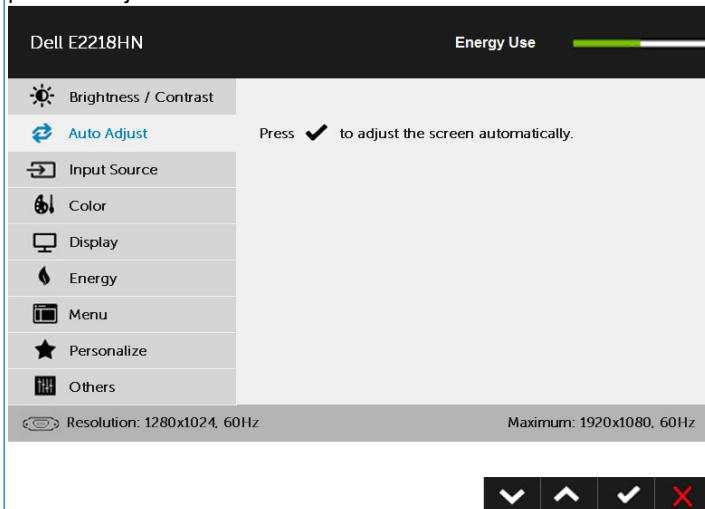 Dell E2218HN
Energy Use
Brightness / Contrast
Auto Adjust
Press ✔ to adjust the screen automatically.
Input Source
Color
Display
Energy
Menu
Personalize
Others
Resolution: 1280x1024, 60Hz
Maximum: 1920x1080, 60Hz